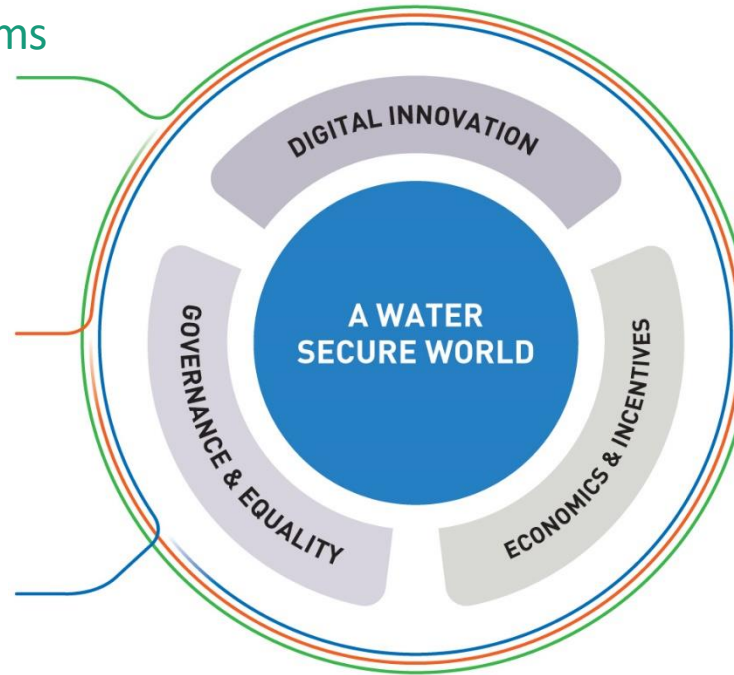 ms
DIGITAL INNOVATION
A WATER
SECURE WORLD
GOVERNANCE & EQUALITY
ECONOMICS & INCENTIVES